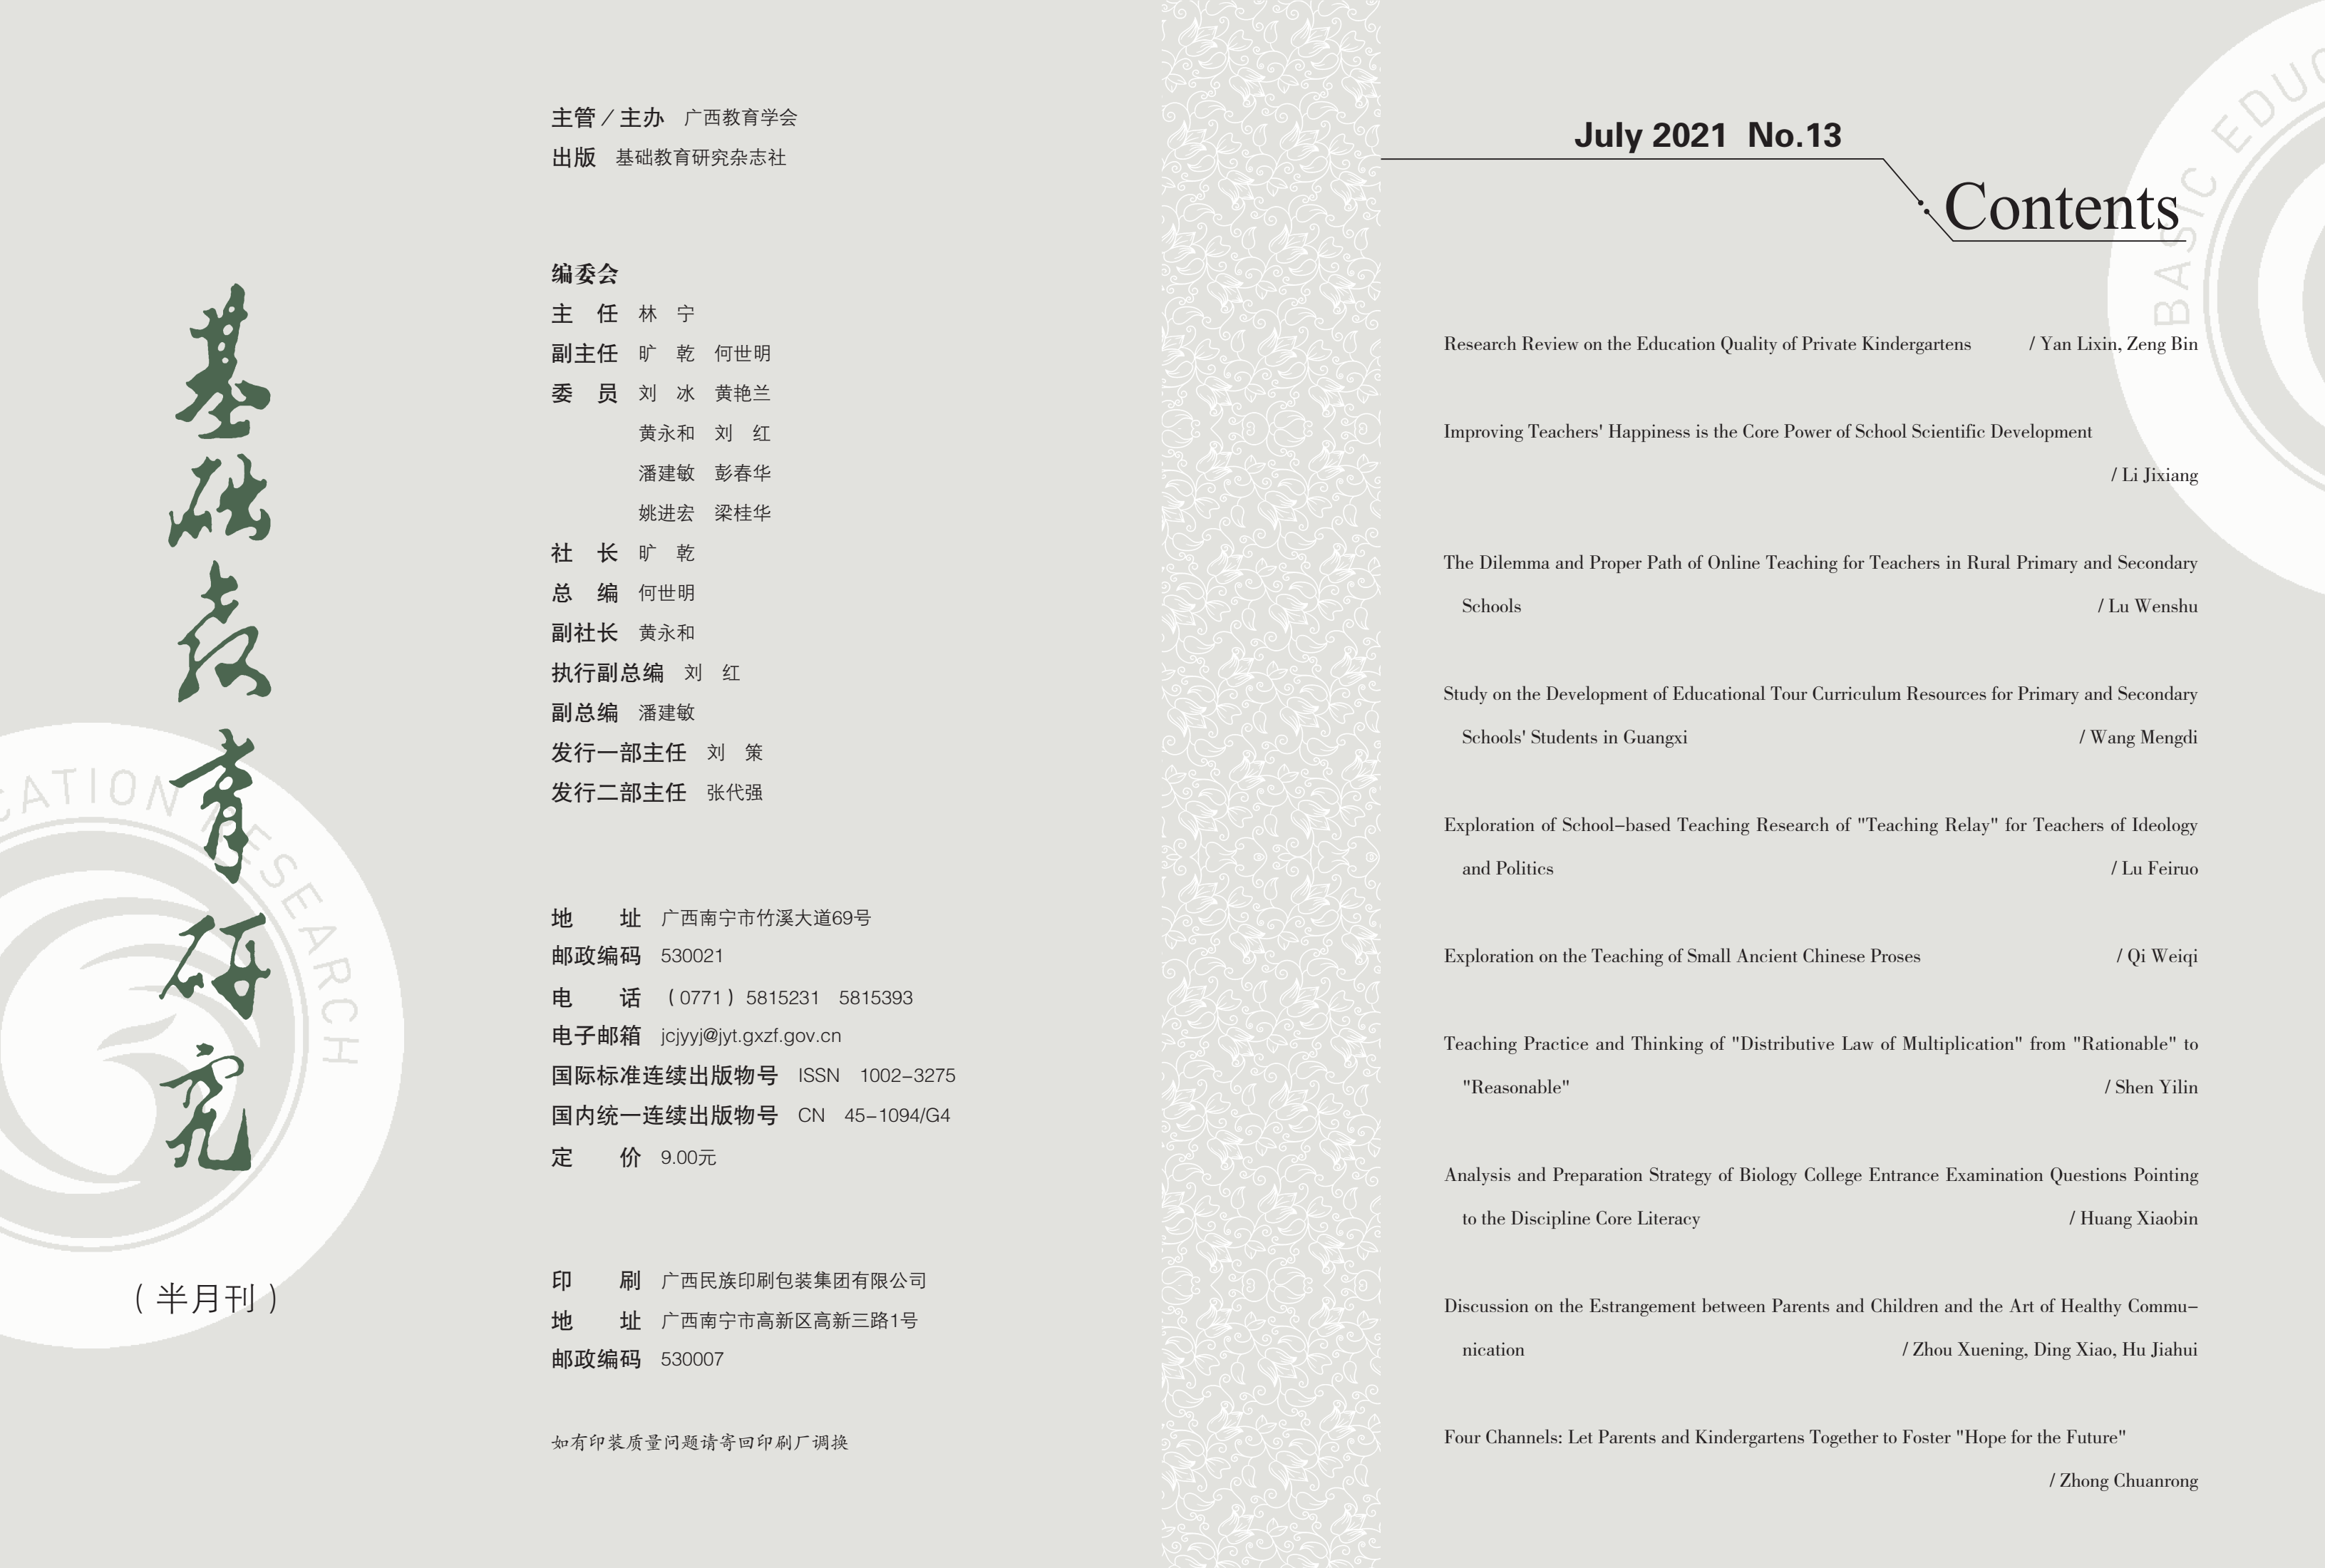 基础教育研究
（半月刊）
CATION RESEARCH
主管／主办 广西教育学会
出版 基础教育研究杂志社
编委会
主 任 林 宁
副主任 旷 乾 何世明
委 员 刘 冰 黄艳兰
黄永和 刘 红
潘建敏 彭春华
姚进宏 梁桂华
社 长 旷 乾
总 编 何世明
副社长 黄永和
执行副总编 刘 红
副总编 潘建敏
发行一部主任 刘 策
发行二部主任 张代强
地 址 广西南宁市竹溪大道69号
邮政编码 530021
电 话 （0771）5815231 5815393
电子邮箱 jcjyyj@jyt.gxzf.gov.cn
国际标准连续出版物号 ISSN 1002-3275
国内统一连续出版物号 CN 45-1094/G4
定 价 9.00元
印 刷 广西民族印刷包装集团有限公司
地 址 广西南宁市高新区高新三路1号
邮政编码 530007
如有印装质量问题请寄回印刷厂调换
July 2021 No.13
Contents
BASIC EDUC
Research Review on the Education Quality of Private Kindergartens / Yan Lixin, Zeng Bin
Improving Teachers' Happiness is the Core Power of School Scientific Development
/ Li Jixiang
The Dilemma and Proper Path of Online Teaching for Teachers in Rural Primary and Secondary
Schools / Lu Wenshu
Study on the Development of Educational Tour Curriculum Resources for Primary and Secondary
Schools' Students in Guangxi / Wang Mengdi
Exploration of School-based Teaching Research of "Teaching Relay" for Teachers of Ideology
and Politics / Lu Feiruo
Exploration on the Teaching of Small Ancient Chinese Proses / Qi Weiqi
Teaching Practice and Thinking of "Distributive Law of Multiplication" from "Rationable" to
"Reasonable" / Shen Yilin
Analysis and Preparation Strategy of Biology College Entrance Examination Questions Pointing
to the Discipline Core Literacy / Huang Xiaobin
Discussion on the Estrangement between Parents and Children and the Art of Healthy Commu-
nication / Zhou Xuening, Ding Xiao, Hu Jiahui
Four Channels: Let Parents and Kindergartens Together to Foster "Hope for the Future"
/ Zhong Chuanrong